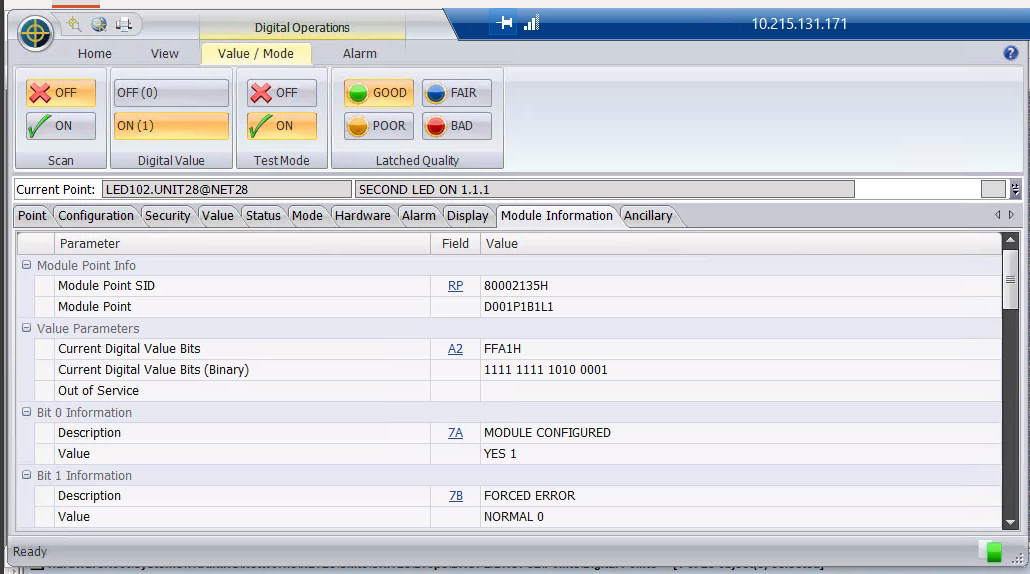 10.215.131.171
Digital Operations
Home View Value / Mode Alarm
OFF OFF (0) OFF GOOD FAIR
ON ON (1) ON POOR BAD
Scan Digital Value Test Mode Latched Quality
Current Point: LED102.UNIT28@NET28 SECOND LED ON 1.1.1
Point Configuration Security Value Status Mode Hardware Alarm Display Module Information Ancillary
Parameter Field Value
Module Point Info
Module Point SID RP 80002135H
Module Point D001P1B1L1
Value Parameters
Current Digital Value Bits A2 FFA1H
Current Digital Value Bits (Binary) 1111 1111 1010 0001
Out of Service
Bit 0 Information
Description 7A MODULE CONFIGURED
Value YES 1
Bit 1 Information
Description 7B FORCED ERROR
Value NORMAL 0
Ready